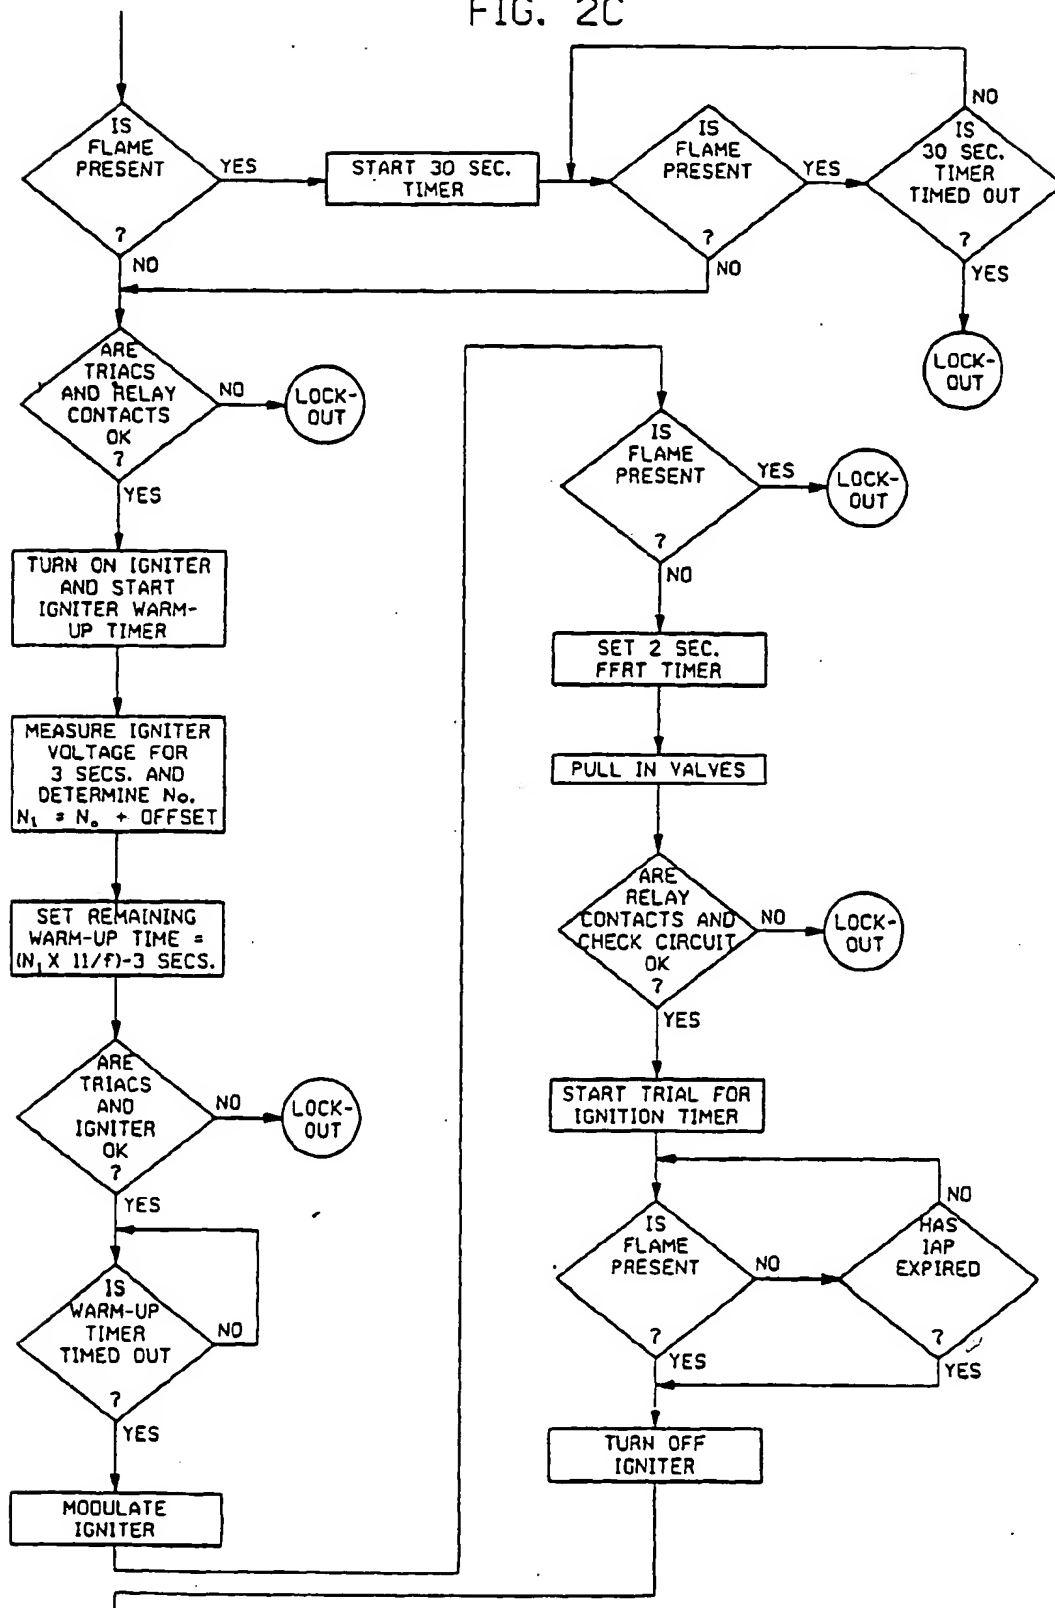 FIG. 2C
IS
FLAME
PRESENT
?
YES
NO
START 30 SEC.
TIMER
IS
FLAME
PRESENT
?
YES
NO
IS
30 SEC.
TIMER
TIMED OUT
?
NO
YES
LOCK-
OUT
ARE
TRIACS
AND RELAY
CONTACTS
OK
?
NO
YES
LOCK-
OUT
TURN ON IGNITER
AND START
IGNITER WARM-
UP TIMER
MEASURE IGNITER
VOLTAGE FOR
3 SECS. AND
DETERMINE No.
N₁ = N₀ + OFFSET
SET REMAINING
WARM-UP TIME =
(N₁ X 11/f)-3 SECS.
ARE
TRIACS
AND
IGNITER
OK
?
NO
YES
LOCK-
OUT
IS
WARM-UP
TIMER
TIMED OUT
?
NO
YES
MODULATE
IGNITER
IS
FLAME
PRESENT
?
YES
NO
LOCK-
OUT
SET 2 SEC.
FFRT TIMER
PULL IN VALVES
ARE
RELAY
CONTACTS AND
CHECK CIRCUIT
OK
?
NO
YES
LOCK-
OUT
START TRIAL FOR
IGNITION TIMER
IS
FLAME
PRESENT
?
NO
YES
HAS
IAP
EXPIRED
?
NO
YES
TURN OFF
IGNITER